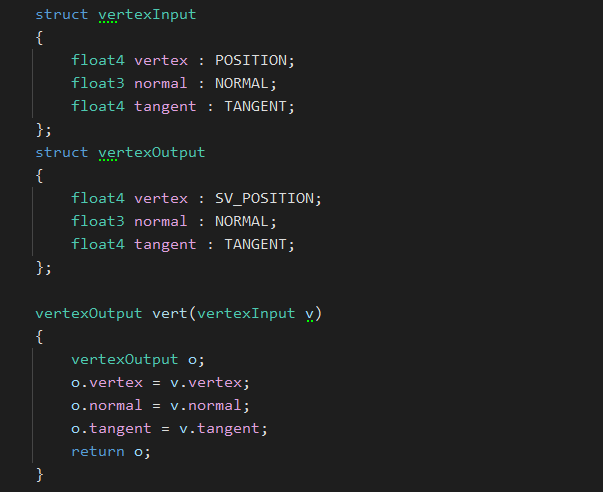 struct vertexInput
{
    float4 vertex : POSITION;
    float3 normal : NORMAL;
    float4 tangent : TANGENT;
};
struct vertexOutput
{
    float4 vertex : SV_POSITION;
    float3 normal : NORMAL;
    float4 tangent : TANGENT;
};

vertexOutput vert(vertexInput v)
{
    vertexOutput o;
    o.vertex = v.vertex;
    o.normal = v.normal;
    o.tangent = v.tangent;
    return o;
}